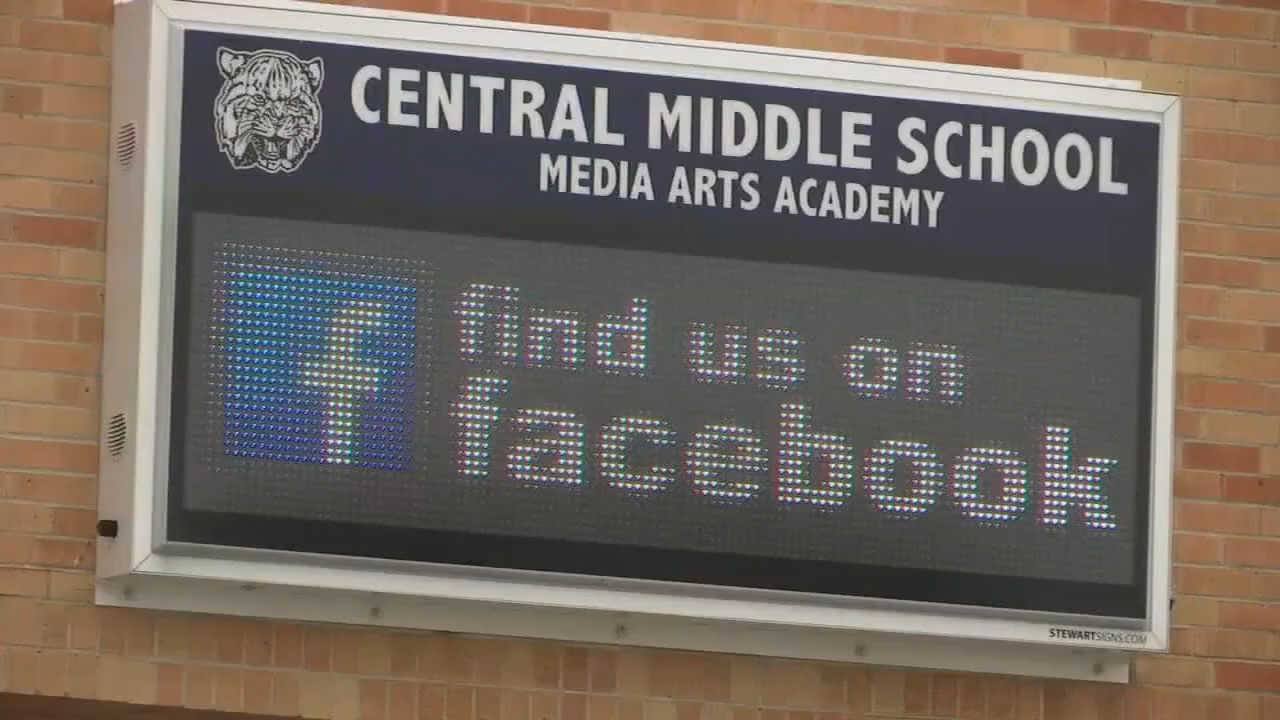 CENTRAL MIDDLE SCHOOL
MEDIA ARTS ACADEMY
f
find us on
facebook
STEWARTSIGNS.COM